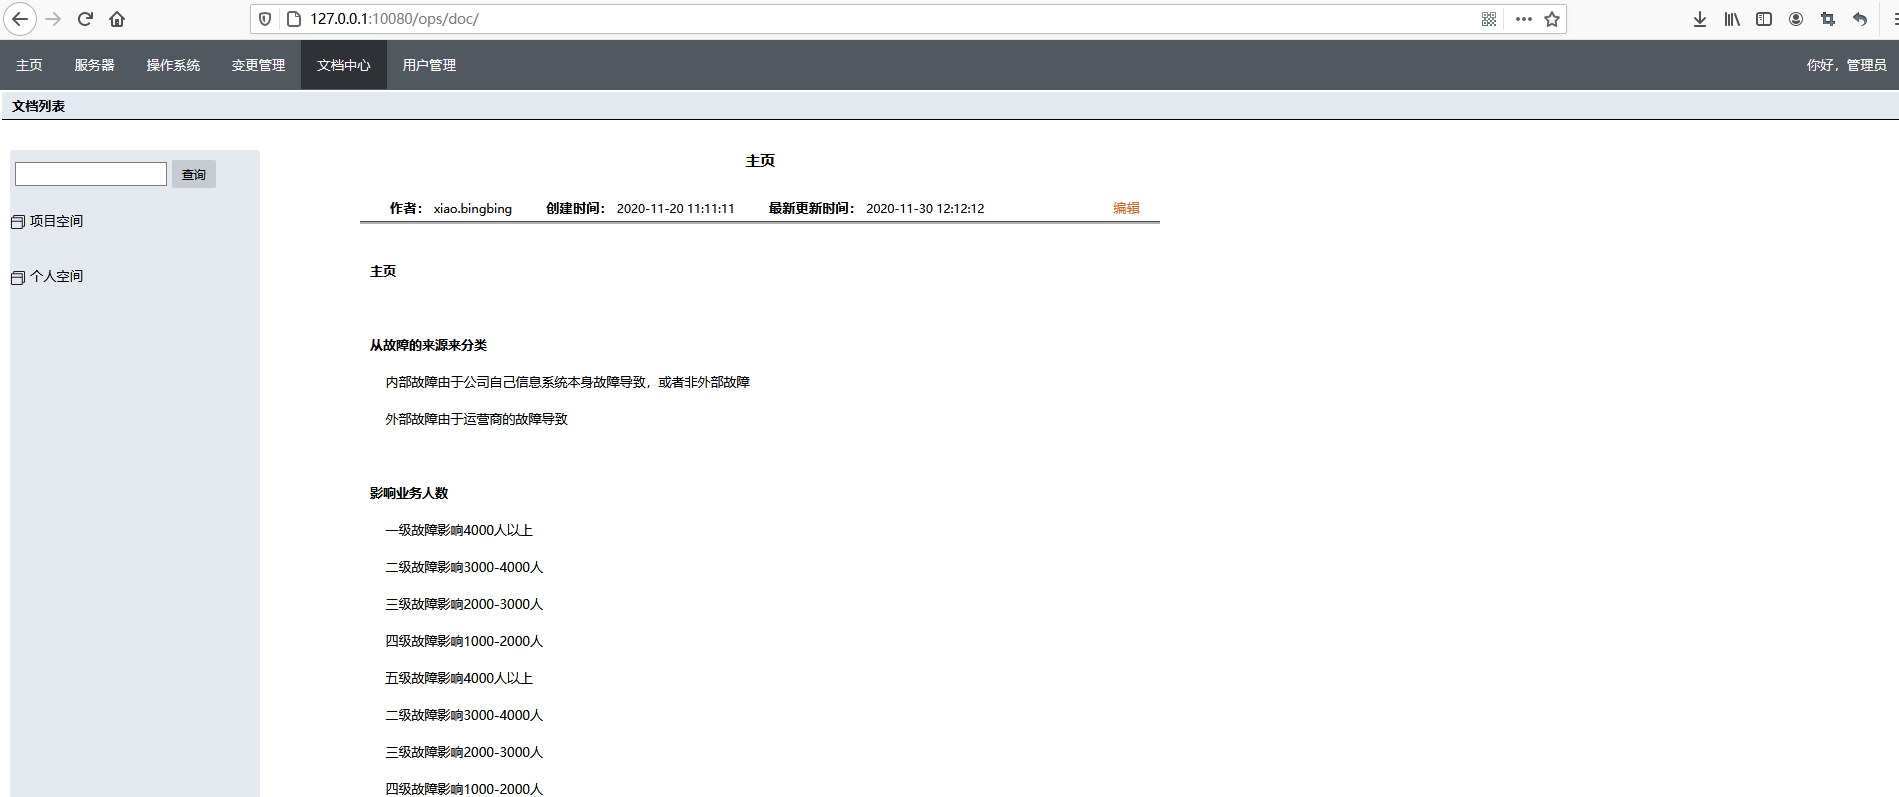 127.0.0.1:10080/ops/doc/
主页 服务器 操作系统 变更管理 文档中心 用户管理 你好，管理员
文档列表
查询
项目空间
个人空间
主页
作者： xiao.bingbing 创建时间： 2020-11-20 11:11:11 最新更新时间： 2020-11-30 12:12:12 编辑
主页
从故障的来源来分类
内部故障由于公司自己信息系统本身故障导致，或者非外部故障
外部故障由于运营商的故障导致
影响业务人数
一级故障影响4000人以上
二级故障影响3000-4000人
三级故障影响2000-3000人
四级故障影响1000-2000人
五级故障影响4000人以上
二级故障影响3000-4000人
三级故障影响2000-3000人
四级故障影响1000-2000人